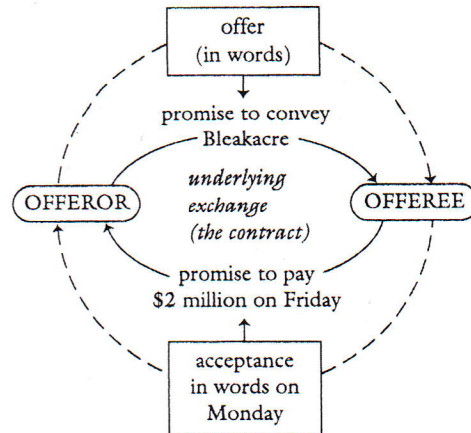 offer
(in words)
promise to convey
Bleakacre
underlying
exchange
(the contract)
OFFEROR
OFFEREE
promise to pay
$2 million on Friday
acceptance
in words on
Monday